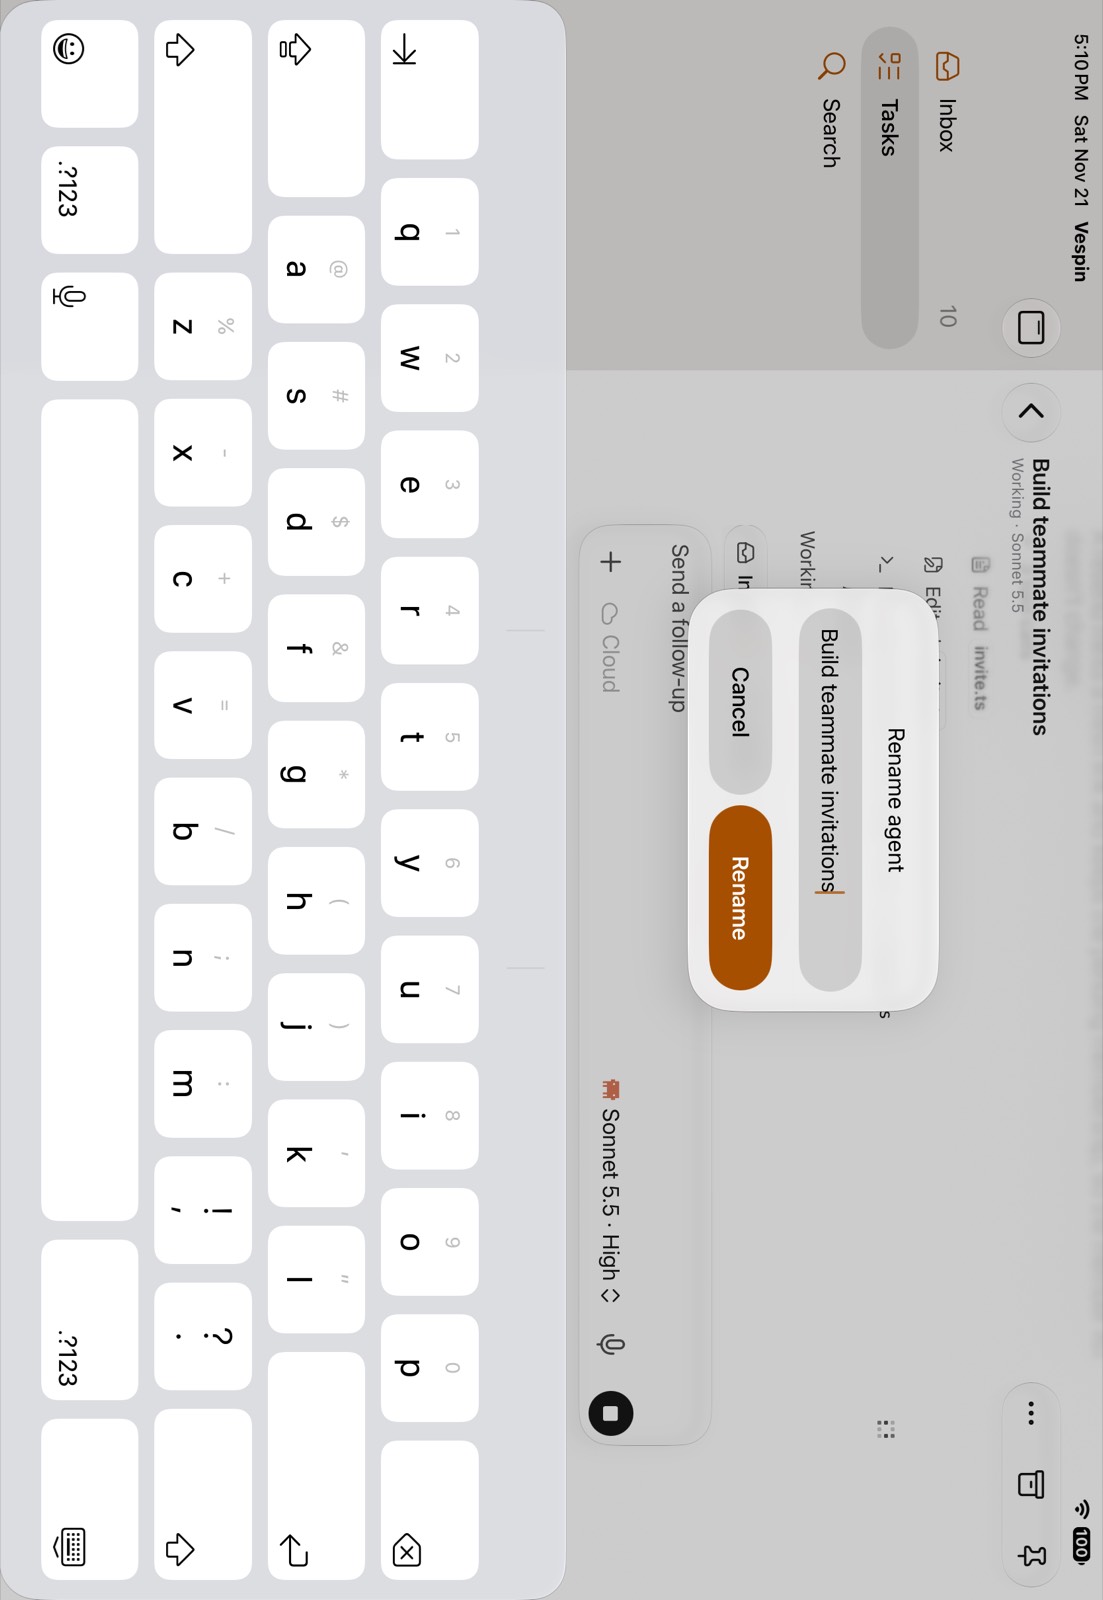 5:10 PM Sat Nov 21 Vespin
100
Build teammate invitations
Working · Sonnet 5.5
Inbox 10
Tasks
Search
doesn't change.
Read invite.ts
Rename agent
Build teammate invitations
Cancel Rename
Send a follow-up
Cloud Sonnet 5.5 · High
1 2 3 4 5 6 7 8 9 0
q w e r t y u i o p
@ # $ & * ( ) ' "
a s d f g h j k l
% - + = / ; : ! ?
z x c v b n m , .
.?123 .?123